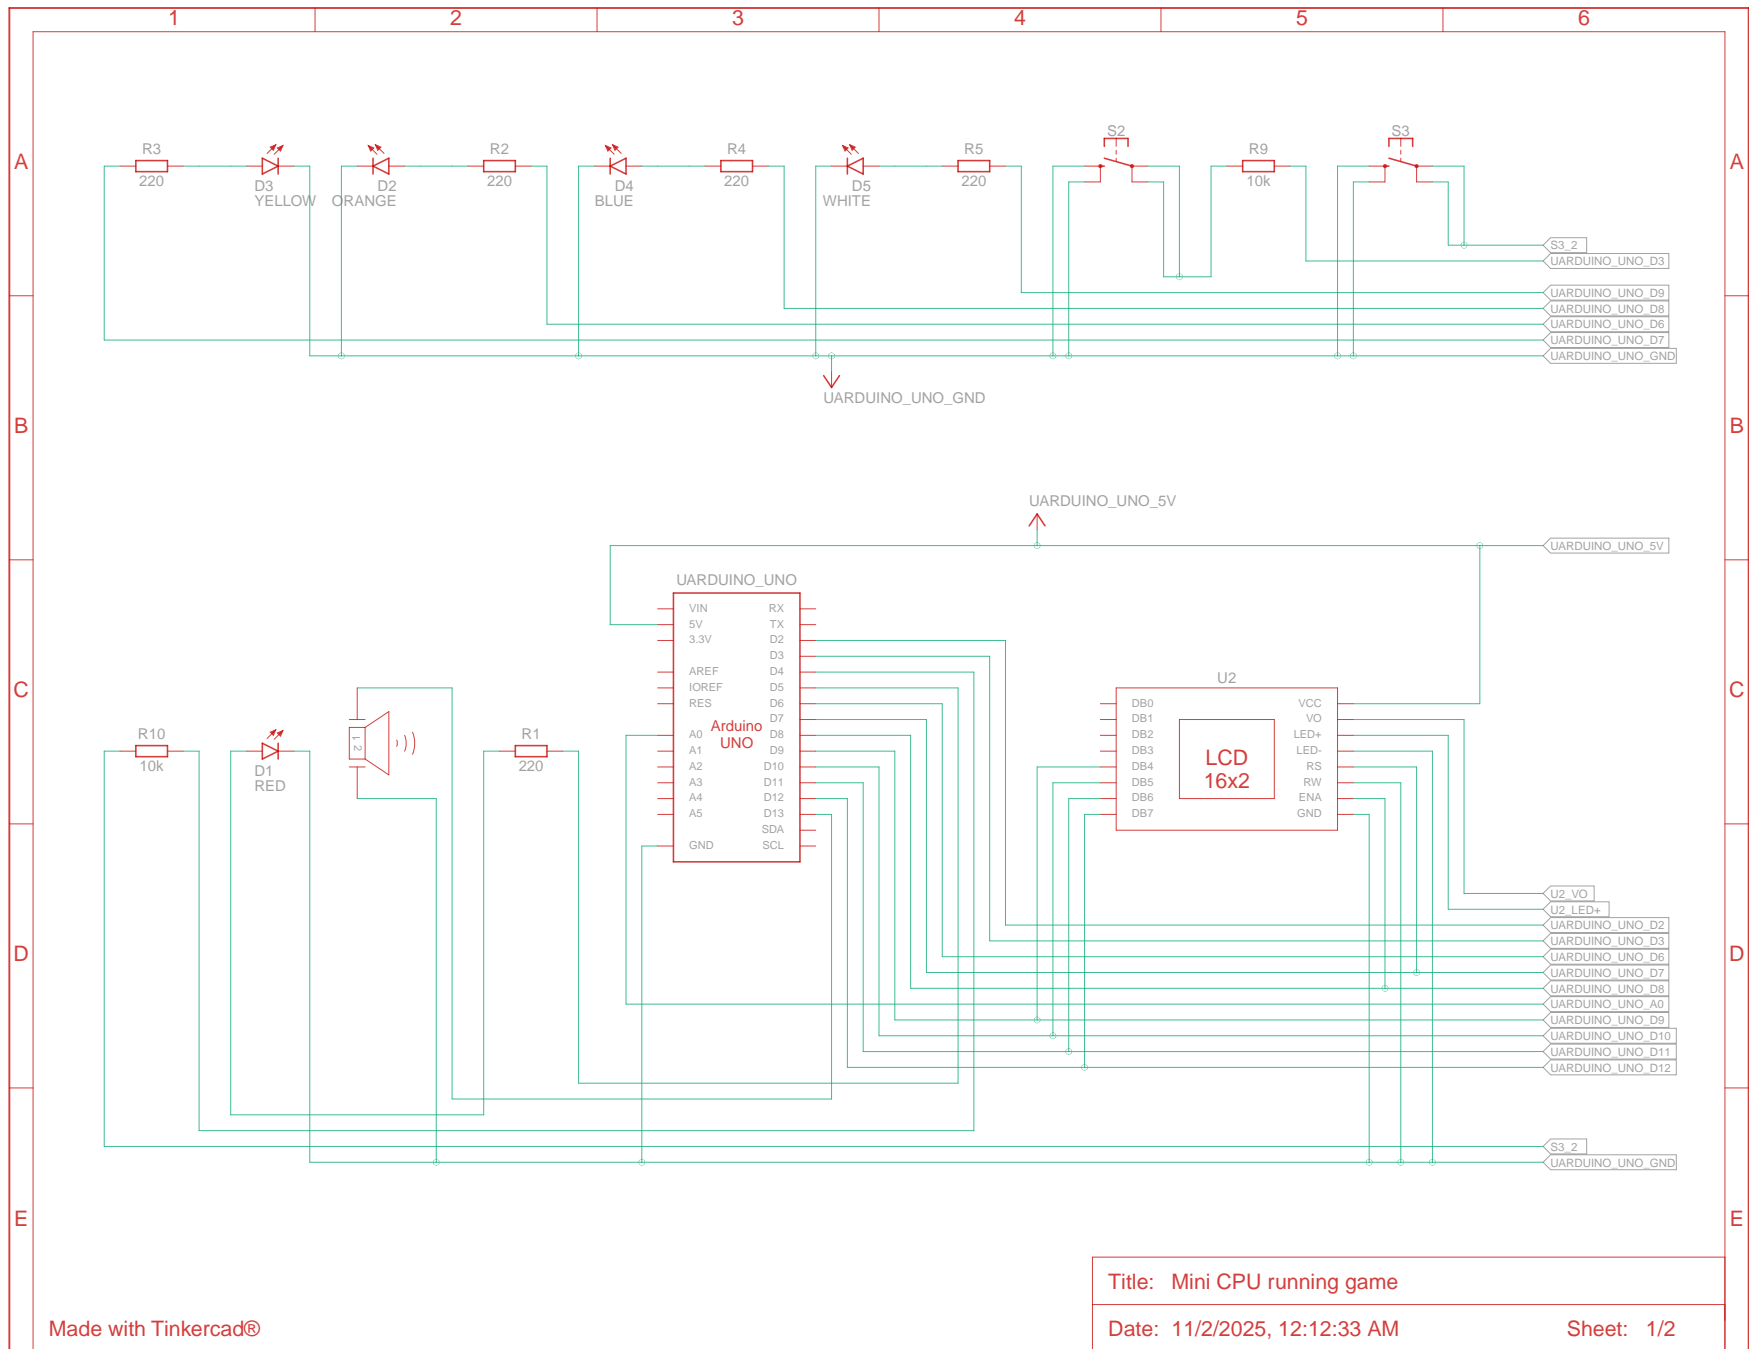 1 2 3 4 5 6
A A
R3 D3 YELLOW 220
D2 ORANGE R2 220
D4 BLUE R4 220
D5 WHITE R5 220
S2
R9 10k
S3
S3_2
UARDUINO_UNO_D3
UARDUINO_UNO_D9
UARDUINO_UNO_D8
UARDUINO_UNO_D6
UARDUINO_UNO_D7
UARDUINO_UNO_GND
UARDUINO_UNO_GND
B B
UARDUINO_UNO_5V
UARDUINO_UNO_5V
C C
UARDUINO_UNO
VIN RX
5V TX
3.3V D2
D3
AREF D4
IOREF D5
RES D6
D7
Arduino
UNO
A0 D8
A1 D9
A2 D10
A3 D11
A4 D12
A5 D13
SDA
GND SCL
R10
10k
D1
RED
1 2
R1
220
U2
DB0 VCC
DB1 VO
DB2 LED+
DB3 LED-
DB4 RS
DB5 RW
DB6 ENA
DB7 GND
LCD
16x2
D D
U2_VO
U2_LED+
UARDUINO_UNO_D2
UARDUINO_UNO_D3
UARDUINO_UNO_D6
UARDUINO_UNO_D7
UARDUINO_UNO_D8
UARDUINO_UNO_A0
UARDUINO_UNO_D9
UARDUINO_UNO_D10
UARDUINO_UNO_D11
UARDUINO_UNO_D12
S3_2
UARDUINO_UNO_GND
E E
Title: Mini CPU running game
Made with Tinkercad®
Date: 11/2/2025, 12:12:33 AM Sheet: 1/2